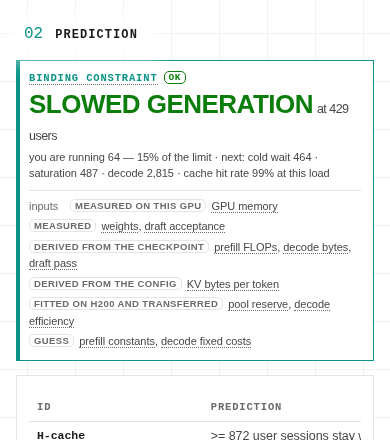 02 PREDICTION
BINDING CONSTRAINT OK
SLOWED GENERATION at 429
users
you are running 64 — 15% of the limit · next: cold wait 464 ·
saturation 487 · decode 2,815 · cache hit rate 99% at this load
inputs MEASURED ON THIS GPU GPU memory
MEASURED weights, draft acceptance
DERIVED FROM THE CHECKPOINT prefill FLOPs, decode bytes,
draft pass
DERIVED FROM THE CONFIG KV bytes per token
FITTED ON H200 AND TRANSFERRED pool reserve, decode
efficiency
GUESS prefill constants, decode fixed costs
ID PREDICTION
H-cache >= 872 user sessions stay